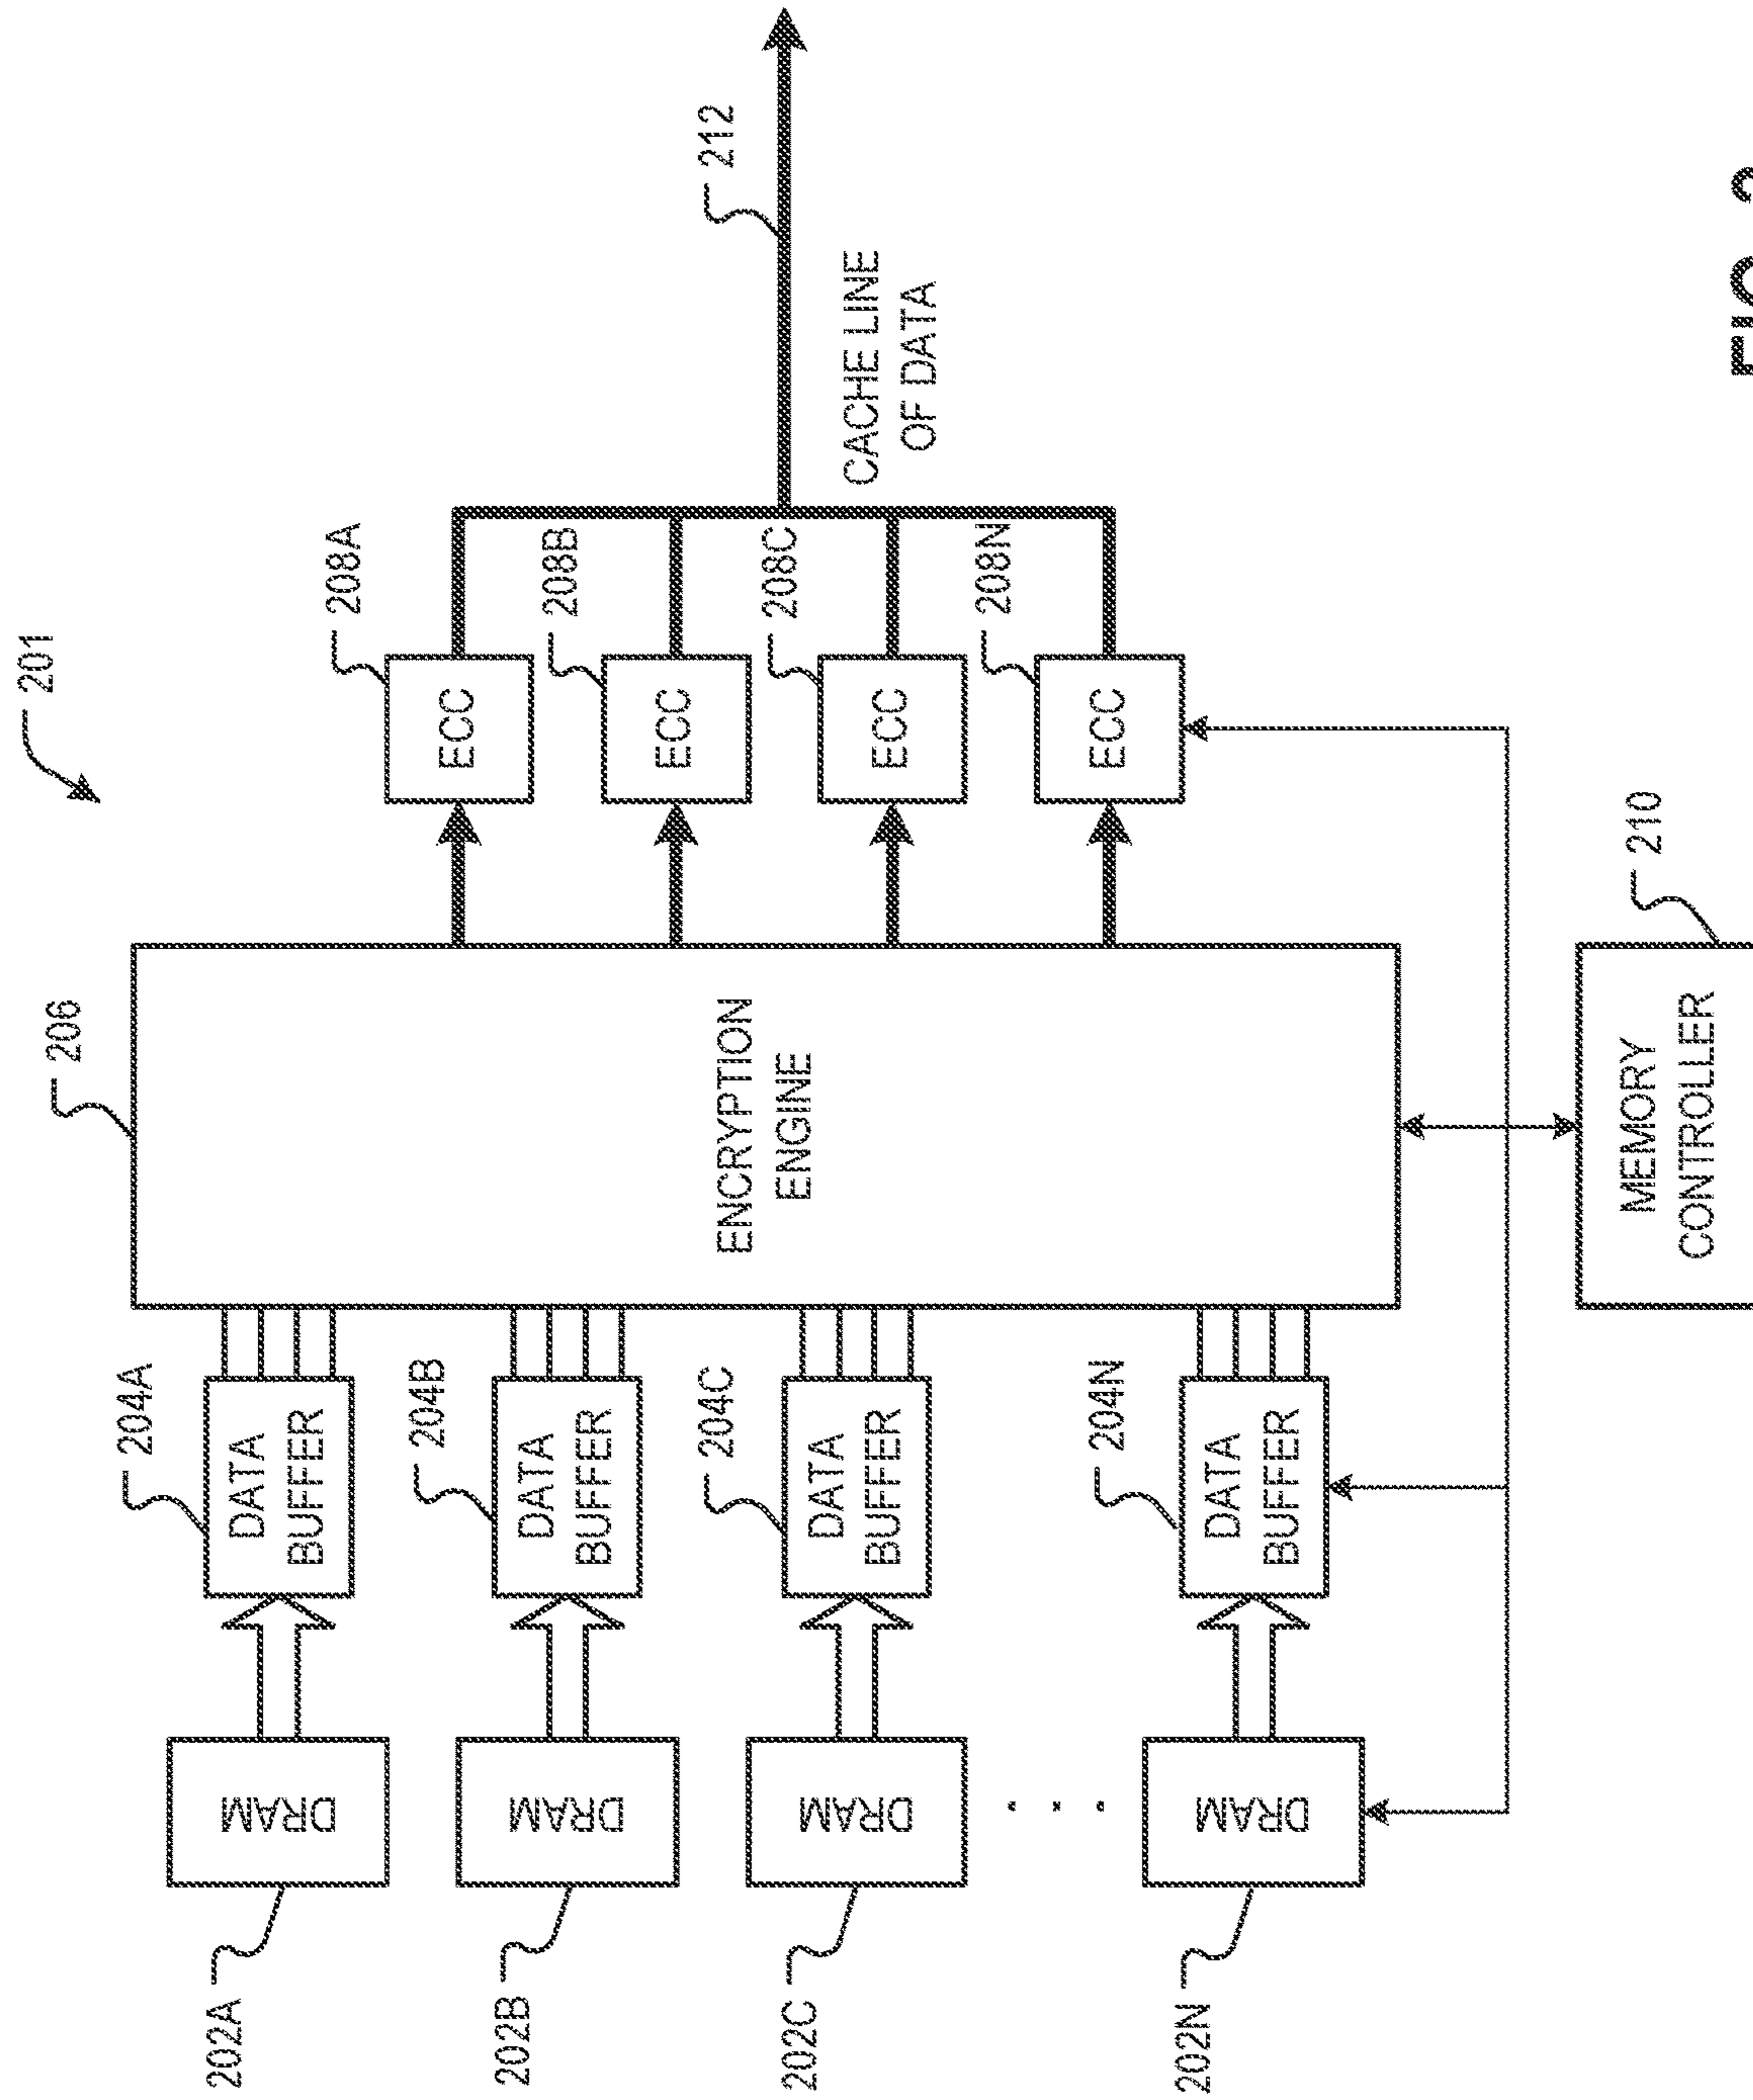 201
206
202A
DRAM
204A
DATA
BUFFER
208A
ECC
202B
DRAM
204B
DATA
BUFFER
208B
ECC
212
ENCRYPTION
ENGINE
CACHE LINE
OF DATA
202C
DRAM
204C
DATA
BUFFER
208C
ECC
. . .
202N
DRAM
204N
DATA
BUFFER
208N
ECC
210
MEMORY
CONTROLLER